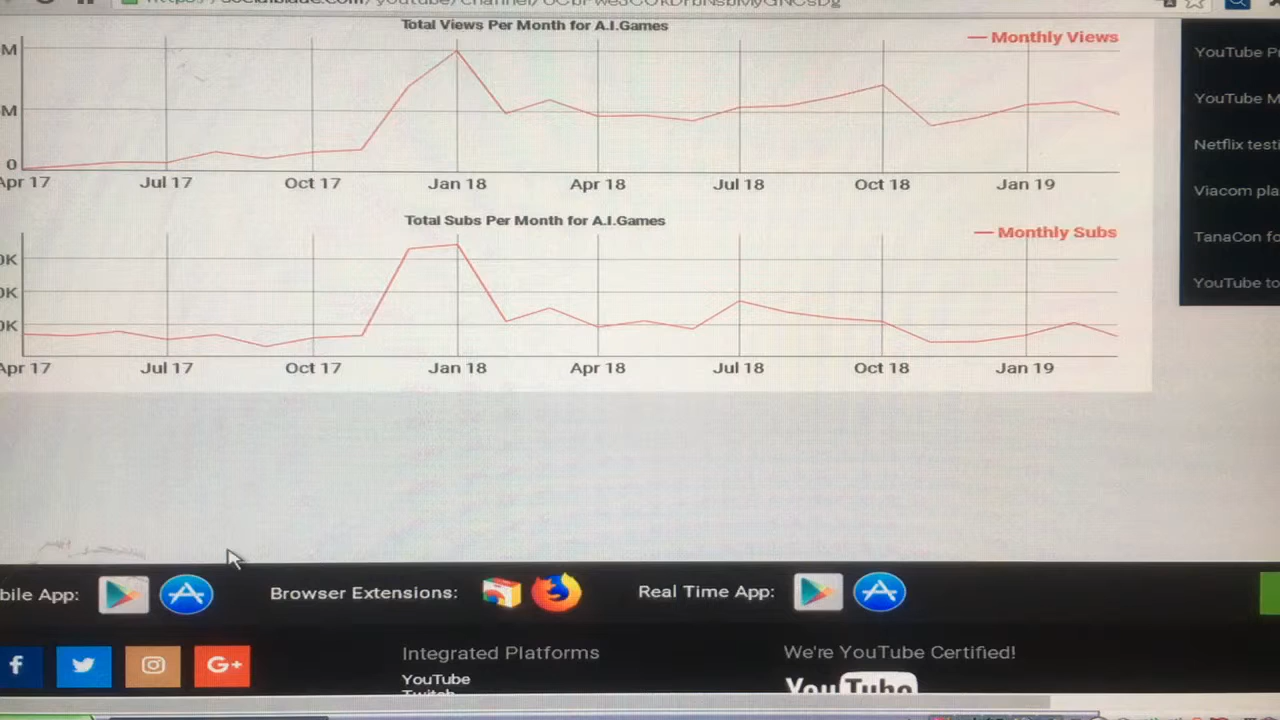 Total Views Per Month for A.I.Games
Monthly Views
M
M
0
Apr 17 Jul 17 Oct 17 Jan 18 Apr 18 Jul 18 Oct 18 Jan 19
Total Subs Per Month for A.I.Games
Monthly Subs
0K
0K
0K
Apr 17 Jul 17 Oct 17 Jan 18 Apr 18 Jul 18 Oct 18 Jan 19
YouTube P
YouTube M
Netflix testi
Viacom pla
TanaCon fo
YouTube to
bile App:
Browser Extensions:
Real Time App:
f
G+
Integrated Platforms
We're YouTube Certified!
YouTube
Twitch
YouTube